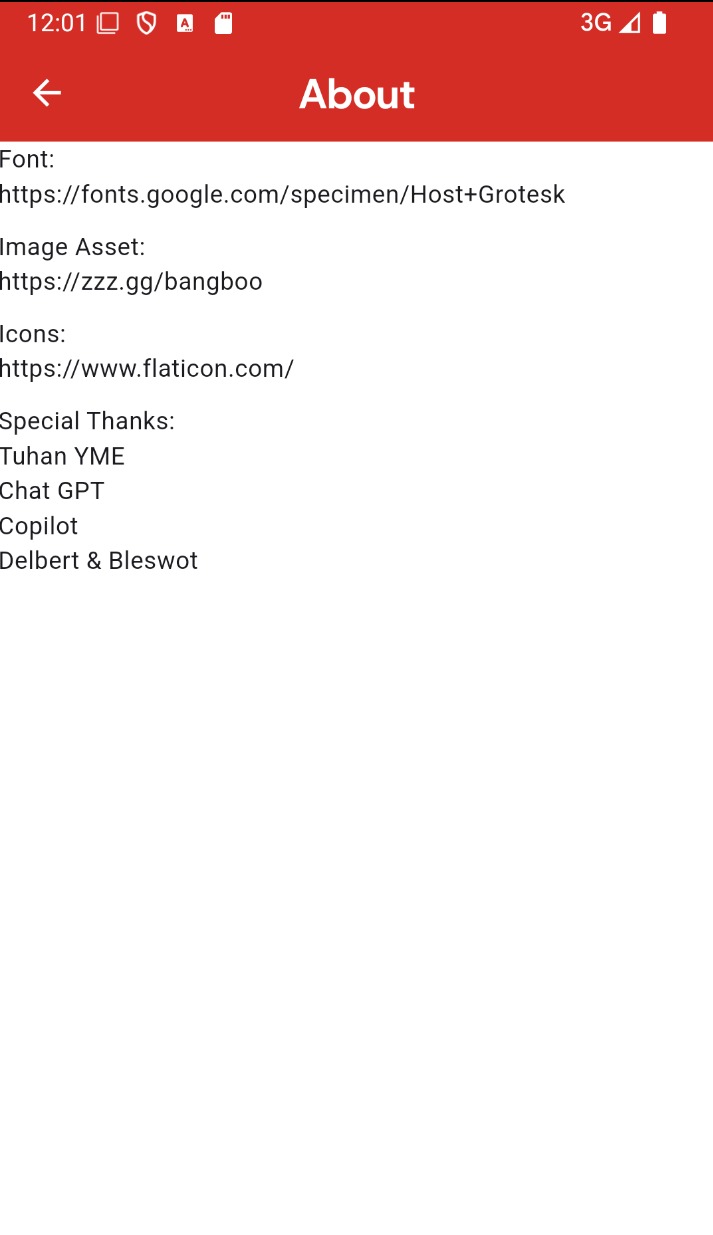 12:01
3G
About
Font:
https://fonts.google.com/specimen/Host+Grotesk
Image Asset:
https://zzz.gg/bangboo
Icons:
https://www.flaticon.com/
Special Thanks:
Tuhan YME
Chat GPT
Copilot
Delbert & Bleswot